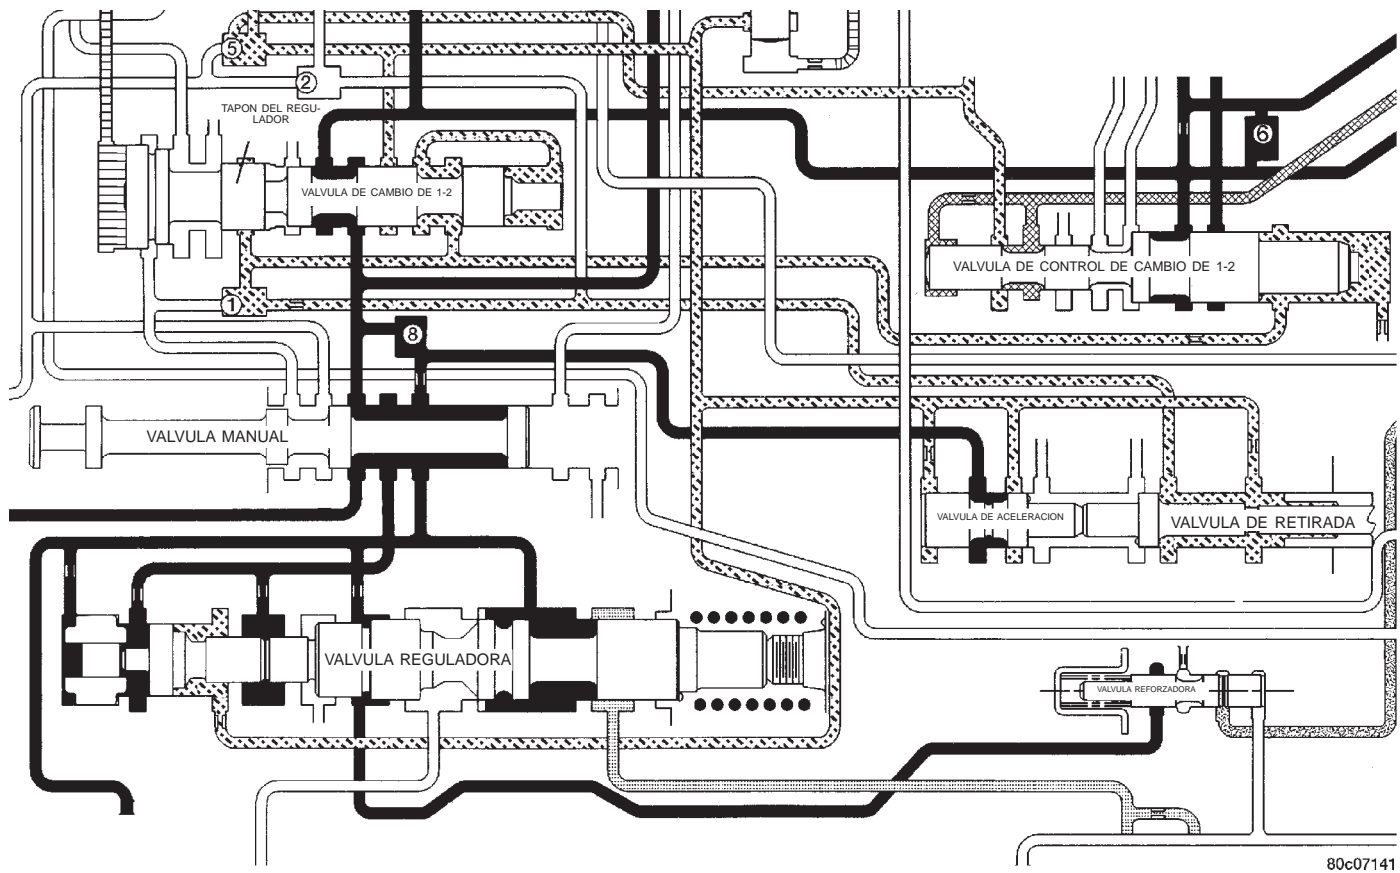 5
2
TAPON DEL REGU-
LADOR
6
VALVULA DE CAMBIO DE 1-2
VALVULA DE CONTROL DE CAMBIO DE 1-2
1
8
VALVULA MANUAL
VALVULA DE ACELERACION
VALVULA DE RETIRADA
VALVULA REGULADORA
VALVULA REFORZADORA
80c07141